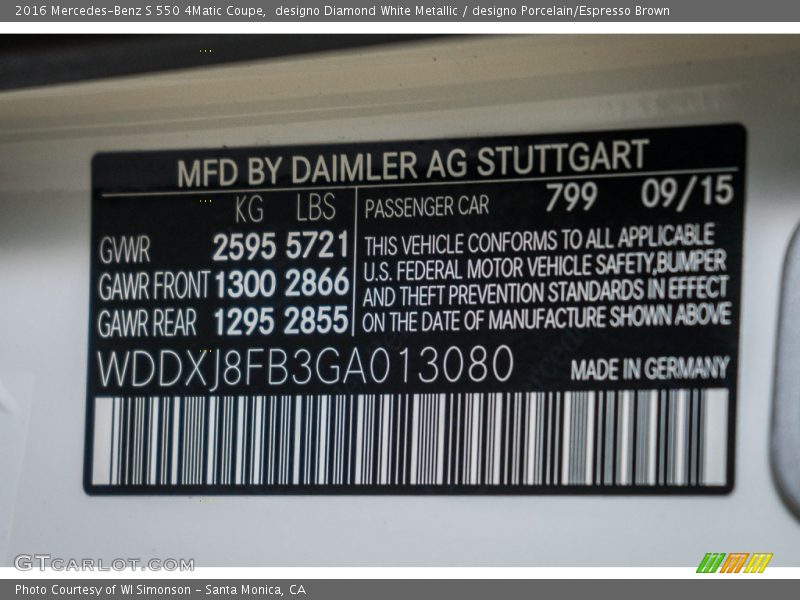 2016 Mercedes-Benz S 550 4Matic Coupe,  designo Diamond White Metallic / designo Porcelain/Espresso Brown
MFD BY DAIMLER AG STUTTGART
KG LBS
GVWR 2595 5721
GAWR FRONT 1300 2866
GAWR REAR 1295 2855
PASSENGER CAR 799 09/15
THIS VEHICLE CONFORMS TO ALL APPLICABLE
U.S. FEDERAL MOTOR VEHICLE SAFETY,BUMPER
AND THEFT PREVENTION STANDARDS IN EFFECT
ON THE DATE OF MANUFACTURE SHOWN ABOVE
WDDXJ8FB3GA013080
MADE IN GERMANY
GTCARLOT.COM
Photo Courtesy of WI Simonson - Santa Monica, CA